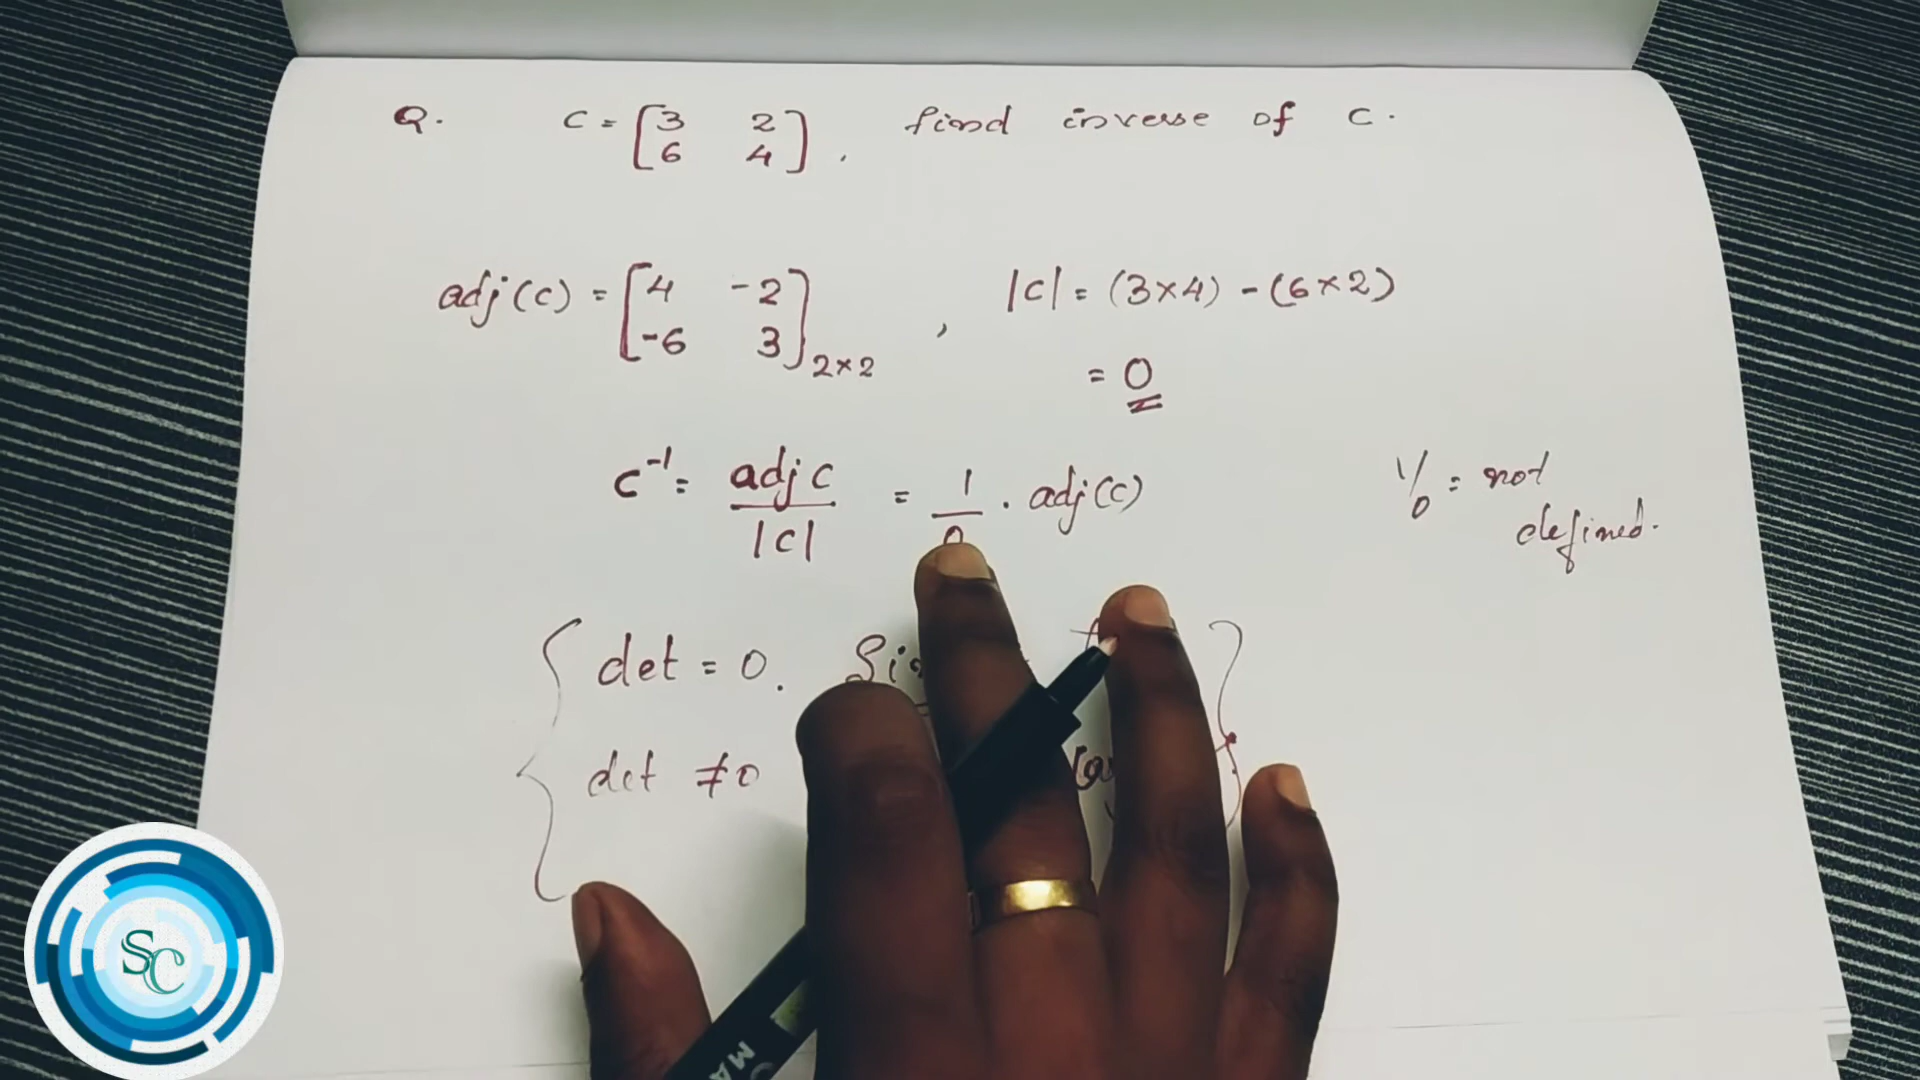 Q. C = [3 2 6 4], find inverse of C.
adj(C) = [4 -2 -6 3]2×2 , |C| = (3×4) - (6×2)
= 0
C⁻¹ = adj C / |C| = 1/0 . adj(C)
1/0 = not defined.
{ det = 0. }
det ≠ 0
SC
MA